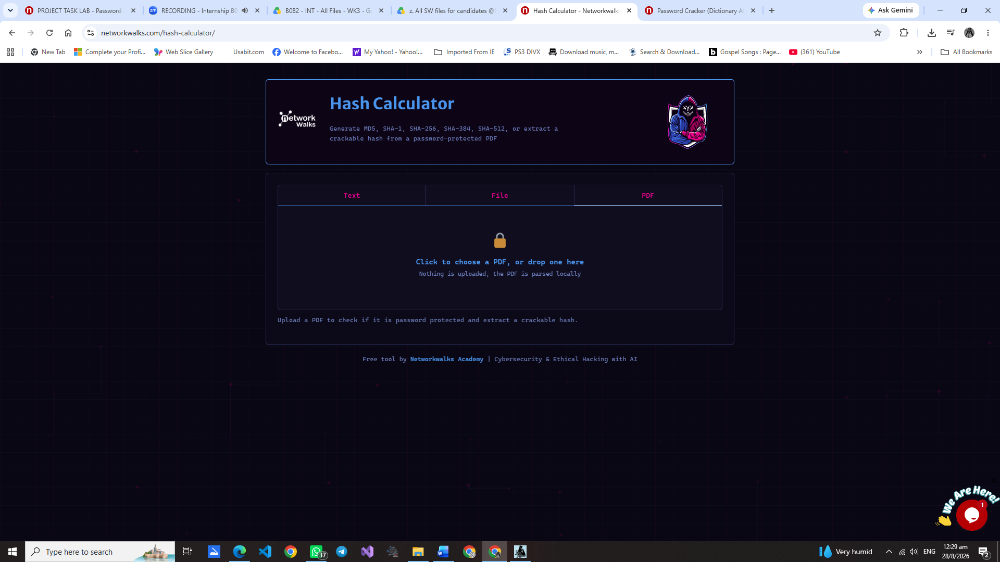 PROJECT TASK LAB - Password
RECORDING - Internship B0
B082 - INT - All Files - WK3 - Go
z. All SW files for candidates @
Hash Calculator - Networkwalks
Password Cracker (Dictionary A
Ask Gemini
networkwalks.com/hash-calculator/
New Tab
Complete your Profi...
Web Slice Gallery
Usabit.com
Welcome to Facebo...
My Yahoo! - Yahoo!...
Imported From IE
PS3 DIVX
Download music, m...
Search & Download...
Gospel Songs : Page...
(361) YouTube
All Bookmarks
network
Walks
Hash Calculator
Generate MD5, SHA-1, SHA-256, SHA-384, SHA-512, or extract a
crackable hash from a password-protected PDF
Text
File
PDF
Click to choose a PDF, or drop one here
Nothing is uploaded, the PDF is parsed locally
Upload a PDF to check if it is password protected and extract a crackable hash.
Free tool by Networkwalks Academy | Cybersecurity & Ethical Hacking with AI
We Are Here!
1
Type here to search
37
Very humid
ENG
12:29 am
28/8/2026
2